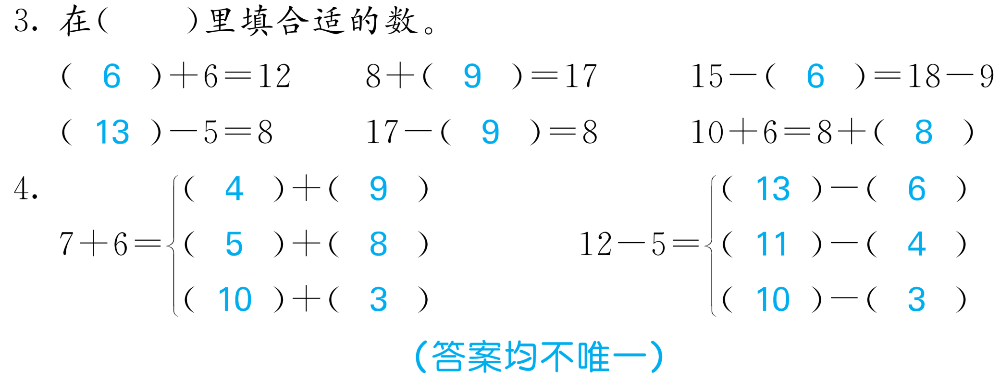 3. 在(　　)里填合适的数。
( 6 )+6=12　8+( 9 )=17　15-( 6 )=18-9
( 13 )-5=8　17-( 9 )=8　10+6=8+( 8 )
4.　( 4 )+( 9 )　( 13 )-( 6 )
7+6={( 5 )+( 8 )　12-5={( 11 )-( 4 )
( 10 )+( 3 )　( 10 )-( 3 )
(答案均不唯一)